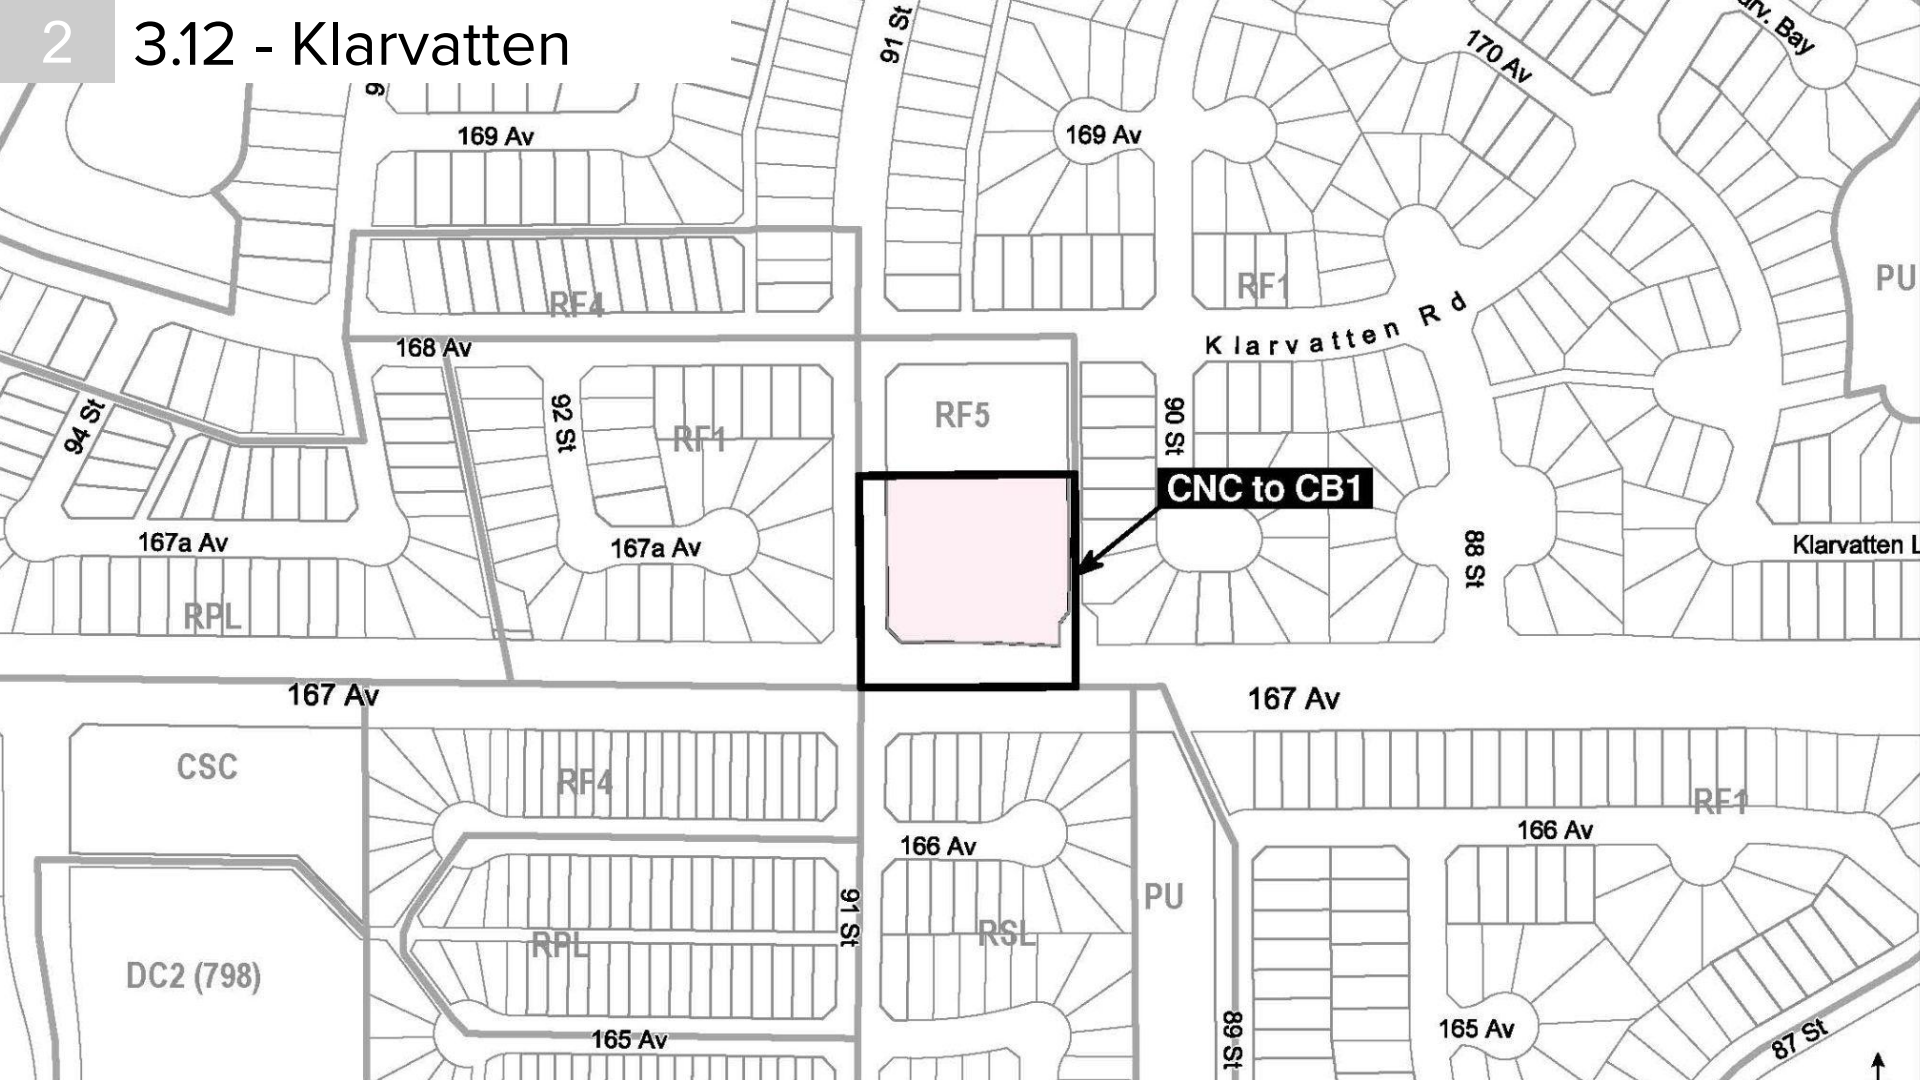 2
3.12 - Klarvatten
91 St
170 Av
169 Av
169 Av
PU
RF1
RF4
Klarvatten Rd
168 Av
94 St
92 St
RF1
RF5
90 St
CNC to CB1
167a Av
167a Av
88 St
Klarvatten L
RPL
167 Av
167 Av
CSC
RF4
RF1
166 Av
166 Av
PU
91 St
RSL
RPL
DC2 (798)
165 Av
165 Av
89 St
87 St